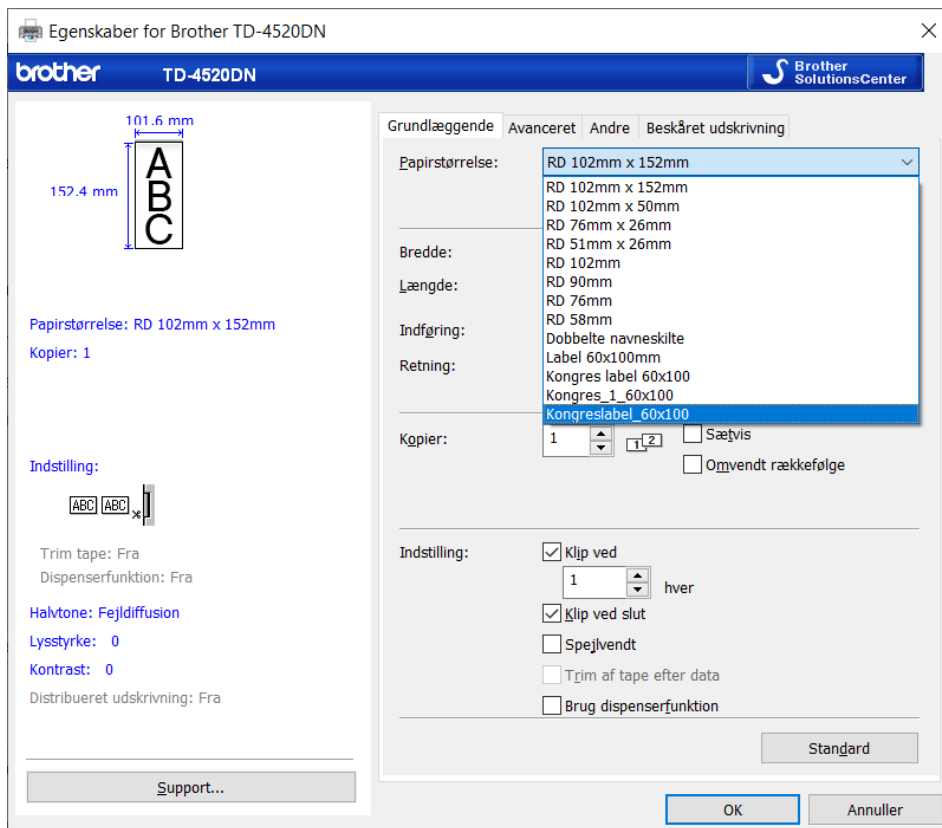 Egenskaber for Brother TD-4520DN
brother TD-4520DN
Brother
SolutionsCenter
101.6 mm
152.4 mm
ABC
Papirstørrelse: RD 102mm x 152mm
Kopier: 1
Indstilling:
ABC ABC
Trim tape: Fra
Dispenserfunktion: Fra
Halvtone: Fejldiffusion
Lysstyrke: 0
Kontrast: 0
Distribueret udskrivning: Fra
Support...
Grundlæggende Avanceret Andre Beskåret udskrivning
Papirstørrelse: RD 102mm x 152mm
RD 102mm x 152mm
RD 102mm x 50mm
RD 76mm x 26mm
RD 51mm x 26mm
RD 102mm
RD 90mm
RD 76mm
RD 58mm
Dobbelte navneskilte
Label 60x100mm
Kongres label 60x100
Kongres_1_60x100
Kongreslabel_60x100
Bredde:
Længde:
Indføring:
Retning:
Kopier: 1 1 2 Sætvis
Omvendt rækkefølge
Indstilling: Klip ved
1 hver
Klip ved slut
Spejlvendt
Trim af tape efter data
Brug dispenserfunktion
Standard
OK Annuller